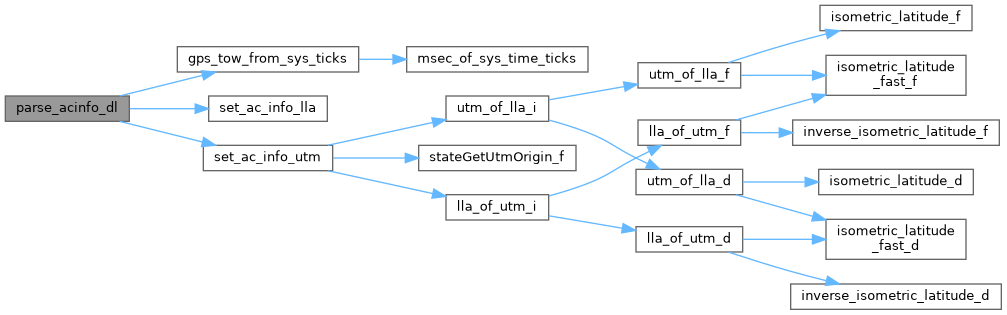 parse_acinfo_dl
gps_tow_from_sys_ticks
set_ac_info_lla
set_ac_info_utm
msec_of_sys_time_ticks
utm_of_lla_i
stateGetUtmOrigin_f
lla_of_utm_i
utm_of_lla_f
lla_of_utm_f
utm_of_lla_d
lla_of_utm_d
isometric_latitude_f
isometric_latitude
_fast_f
inverse_isometric_latitude_f
isometric_latitude_d
isometric_latitude
_fast_d
inverse_isometric_latitude_d